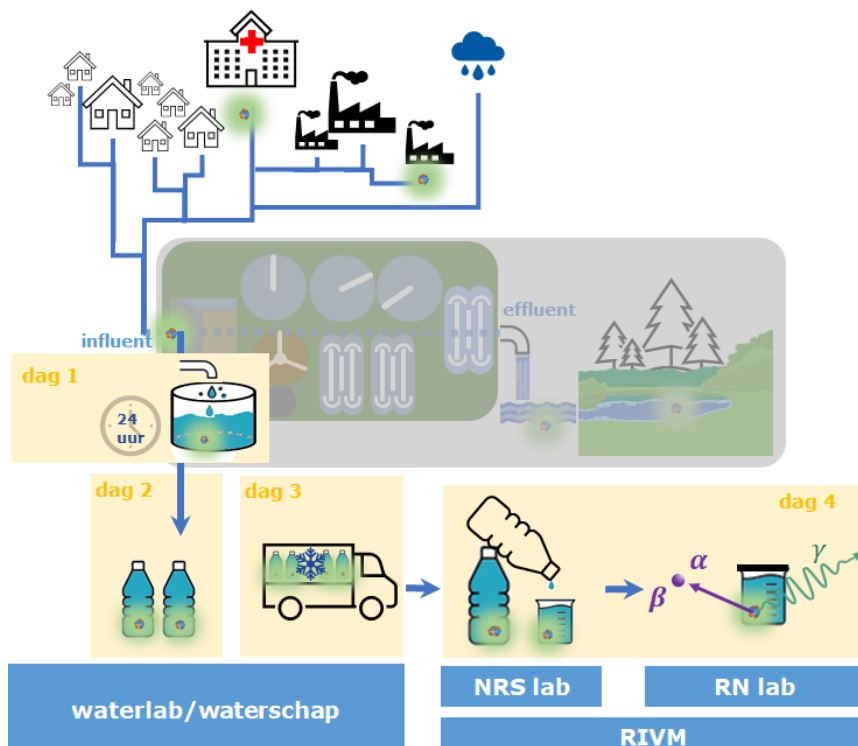 effluent
influent
dag 1
24
uur
dag 2
dag 3
dag 4
α
β
γ
waterlab/waterschap
NRS lab
RN lab
RIVM